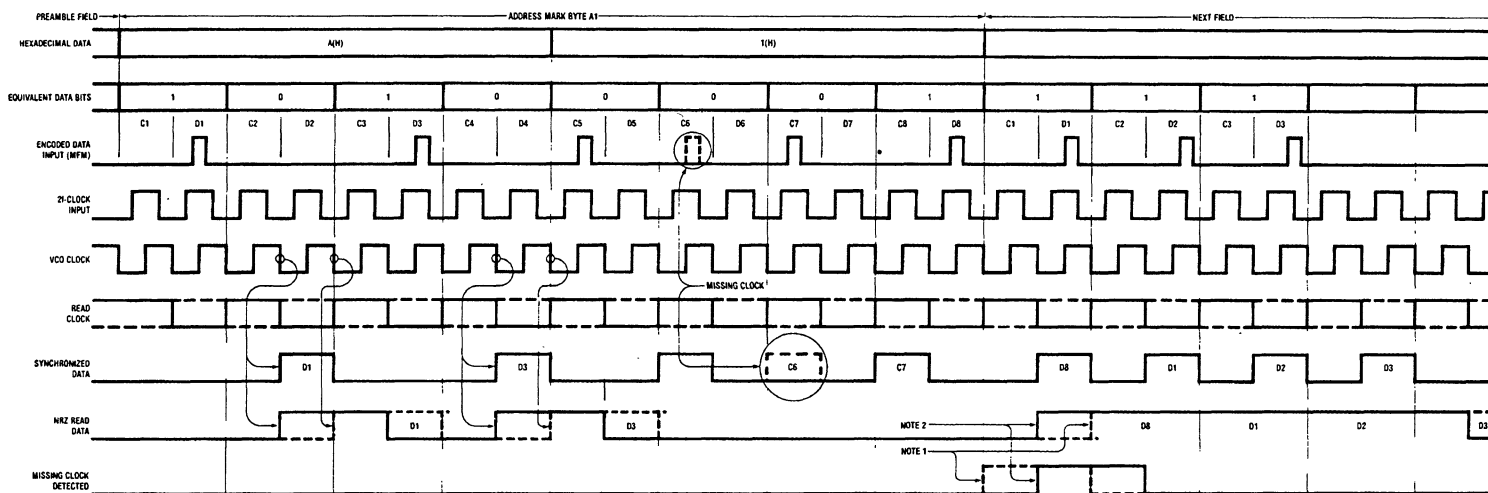 PREAMBLE FIELD ADDRESS MARK BYTE A1 NEXT FIELD
HEXADECIMAL DATA A(H) 1(H)
EQUIVALENT DATA BITS 1 0 1 0 0 0 0 1 1 1 1
C1 D1 C2 D2 C3 D3 C4 D4 C5 D5 C6 D6 C7 D7 C8 D8 C1 D1 C2 D2 C3 D3
ENCODED DATA
INPUT (MFM)
2f-CLOCK
INPUT
VCO CLOCK
MISSING CLOCK
READ
CLOCK
SYNCHRONIZED
DATA
D1 D3 C6 C7 D8 D1 D2 D3
NRZ READ
DATA
D1 D3 D8 D1 D2 D3
NOTE 2
NOTE 1
MISSING CLOCK
DETECTED